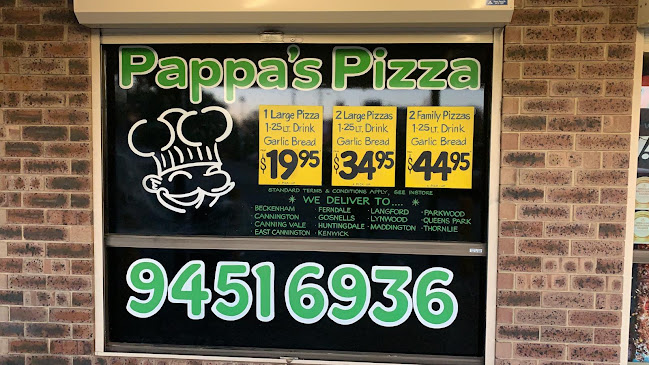 Pappa's Pizza
1 Large Pizza
1·25 LT. Drink
Garlic Bread
$19.95
2 Large Pizzas
1·25 LT. Drink
Garlic Bread
$34.95
2 Family Pizzas
1·25 LT. Drink
Garlic Bread
$44.95
STANDARD TERMS & CONDITIONS APPLY, SEE INSTORE
* WE DELIVER TO.... *
BECKENHAM
· CANNINGTON
CANNING VALE
EAST CANNINGTON
· FERNDALE
· GOSNELLS
· HUNTINGDALE
· KENWICK
· LANGFORD
· LYNWOOD
· MADDINGTON
· PARKWOOD
· QUEENS PARK
· THORNLIE
9451 6936